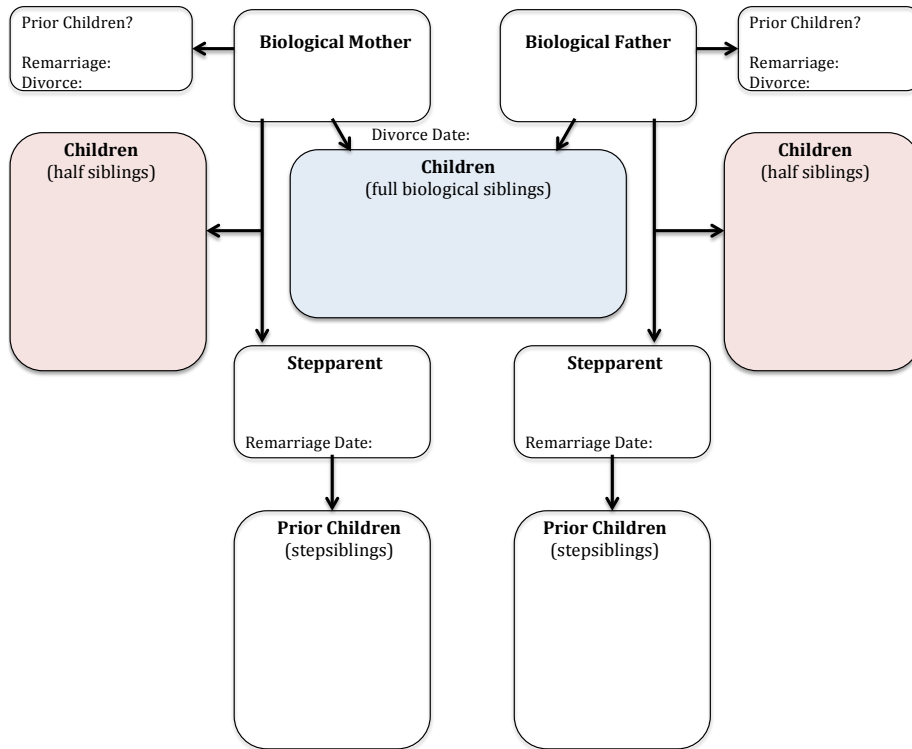 Prior Children?
Remarriage:
Divorce:
Biological Mother
Biological Father
Prior Children?
Remarriage:
Divorce:
Divorce Date:
Children
(half siblings)
Children
(full biological siblings)
Children
(half siblings)
Stepparent
Remarriage Date:
Stepparent
Remarriage Date:
Prior Children
(stepsiblings)
Prior Children
(stepsiblings)